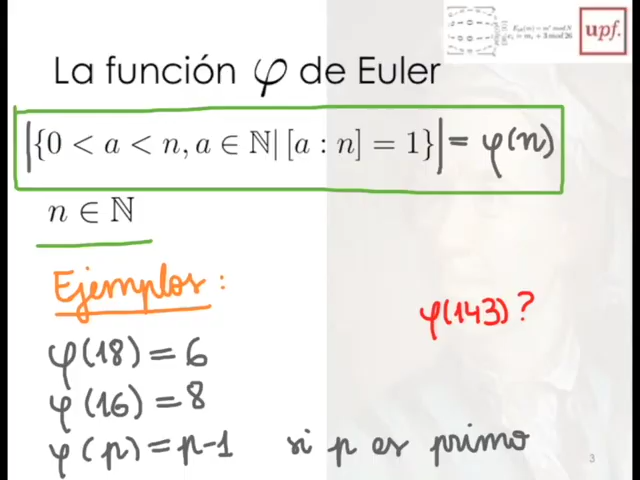 upf.
La función φ de Euler
|{0 < a < n, a ∈ ℕ| [a : n] = 1}| = φ(n)
n ∈ ℕ
Ejemplos :
φ(143) ?
φ(18) = 6
φ(16) = 8
φ(p) = p-1 si p es primo
3